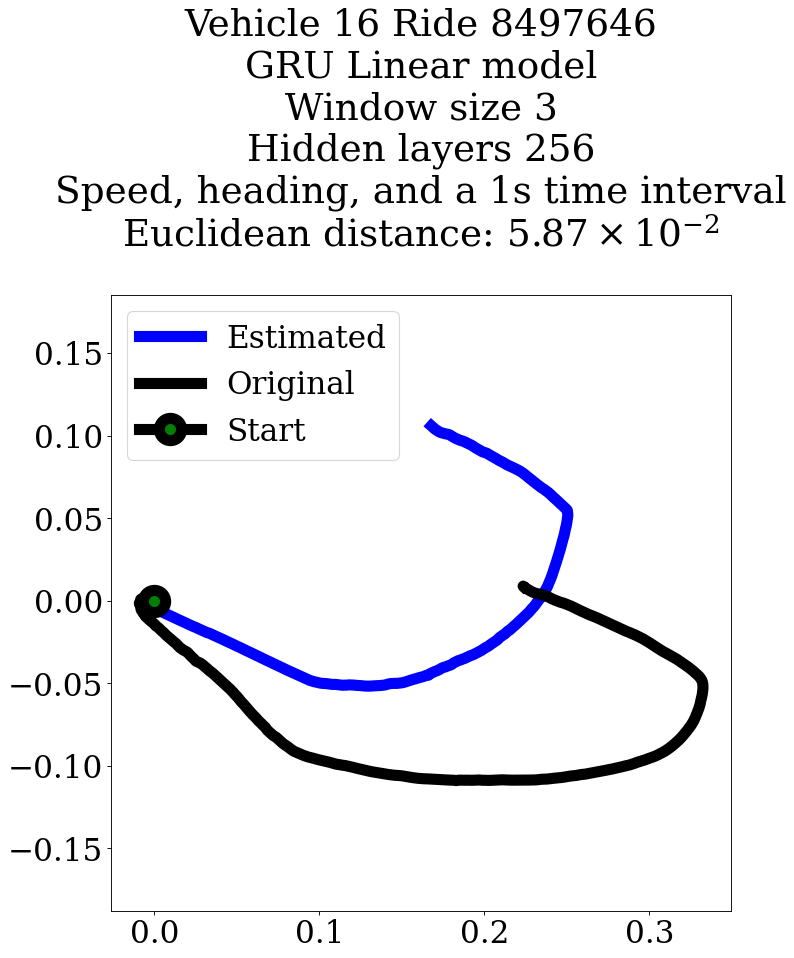 Vehicle 16 Ride 8497646
GRU Linear model
Window size 3
Hidden layers 256
Speed, heading, and a 1s time interval
Euclidean distance: 5.87 × 10⁻²
Estimated
Original
Start
0.15
0.10
0.05
0.00
−0.05
−0.10
−0.15
0.0 0.1 0.2 0.3